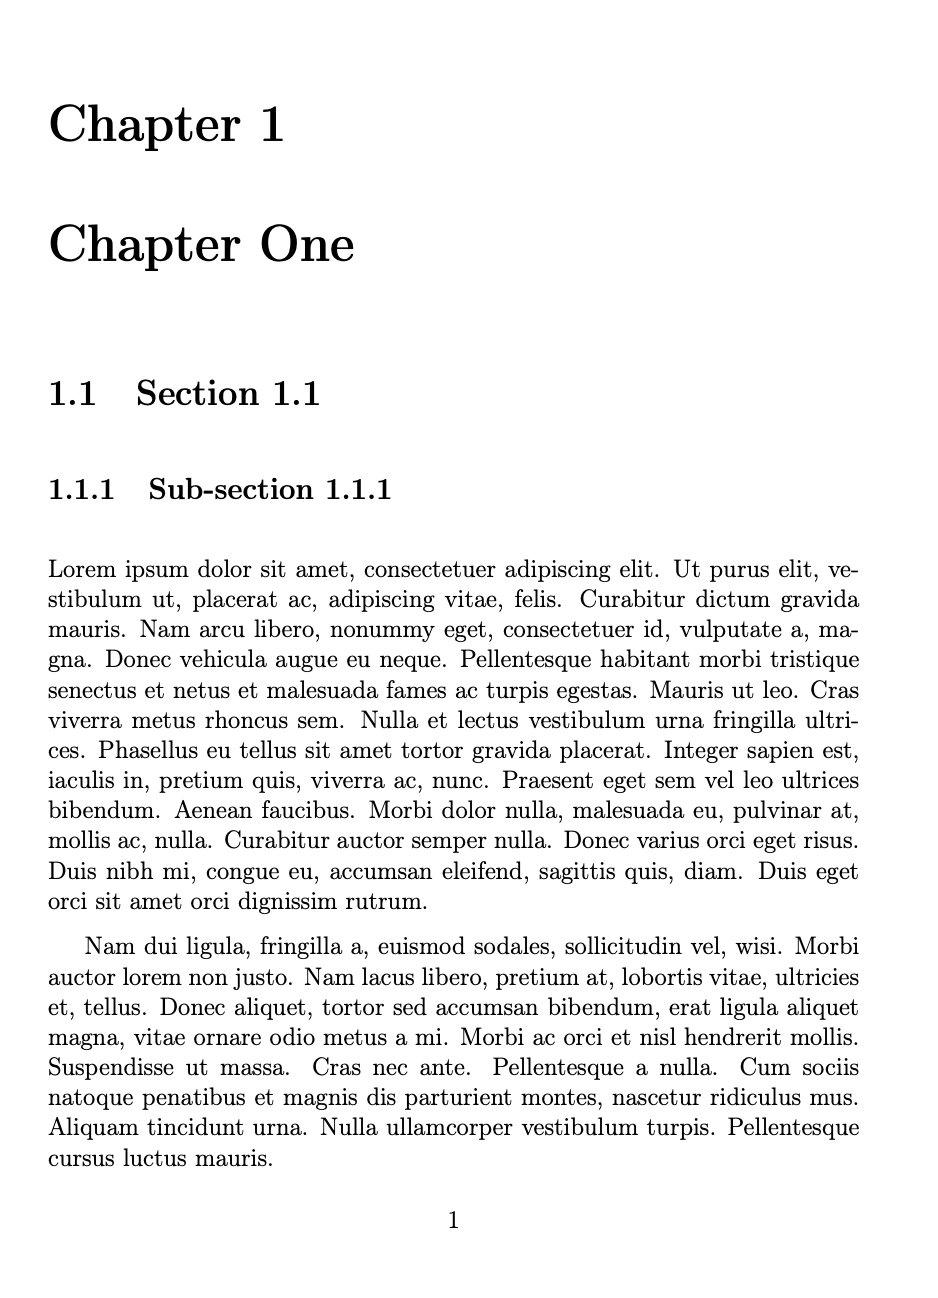 Chapter 1
Chapter One
1.1 Section 1.1
1.1.1 Sub-section 1.1.1
Lorem ipsum dolor sit amet, consectetuer adipiscing elit. Ut purus elit, ve-
stibulum ut, placerat ac, adipiscing vitae, felis. Curabitur dictum gravida
mauris. Nam arcu libero, nonummy eget, consectetuer id, vulputate a, ma-
gna. Donec vehicula augue eu neque. Pellentesque habitant morbi tristique
senectus et netus et malesuada fames ac turpis egestas. Mauris ut leo. Cras
viverra metus rhoncus sem. Nulla et lectus vestibulum urna fringilla ultri-
ces. Phasellus eu tellus sit amet tortor gravida placerat. Integer sapien est,
iaculis in, pretium quis, viverra ac, nunc. Praesent eget sem vel leo ultrices
bibendum. Aenean faucibus. Morbi dolor nulla, malesuada eu, pulvinar at,
mollis ac, nulla. Curabitur auctor semper nulla. Donec varius orci eget risus.
Duis nibh mi, congue eu, accumsan eleifend, sagittis quis, diam. Duis eget
orci sit amet orci dignissim rutrum.
Nam dui ligula, fringilla a, euismod sodales, sollicitudin vel, wisi. Morbi
auctor lorem non justo. Nam lacus libero, pretium at, lobortis vitae, ultricies
et, tellus. Donec aliquet, tortor sed accumsan bibendum, erat ligula aliquet
magna, vitae ornare odio metus a mi. Morbi ac orci et nisl hendrerit mollis.
Suspendisse ut massa. Cras nec ante. Pellentesque a nulla. Cum sociis
natoque penatibus et magnis dis parturient montes, nascetur ridiculus mus.
Aliquam tincidunt urna. Nulla ullamcorper vestibulum turpis. Pellentesque
cursus luctus mauris.
1